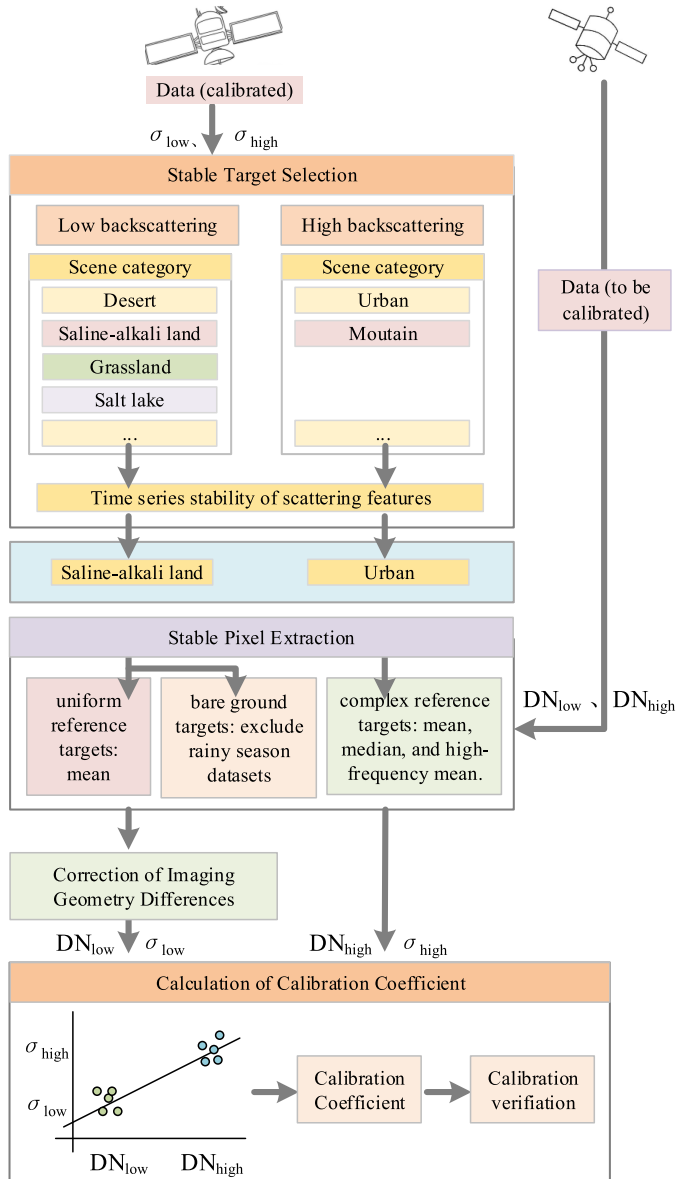 Data (calibrated)
σ low、 σ high
Stable Target Selection
Low backscattering
High backscattering
Scene category
Desert
Saline-alkali land
Grassland
Salt lake
...
Scene category
Urban
Moutain
...
Time series stability of scattering features
Saline-alkali land
Urban
Data (to be
calibrated)
Stable Pixel Extraction
uniform
reference
targets:
mean
bare ground
targets: exclude
rainy season
datasets
complex reference
targets: mean,
median, and high-
frequency mean.
DNlow 、 DNhigh
Correction of Imaging
Geometry Differences
DNlow σ low
DNhigh σ high
Calculation of Calibration Coefficient
σ high
σ low
DNlow
DNhigh
Calibration
Coefficient
Calibration
verifiation